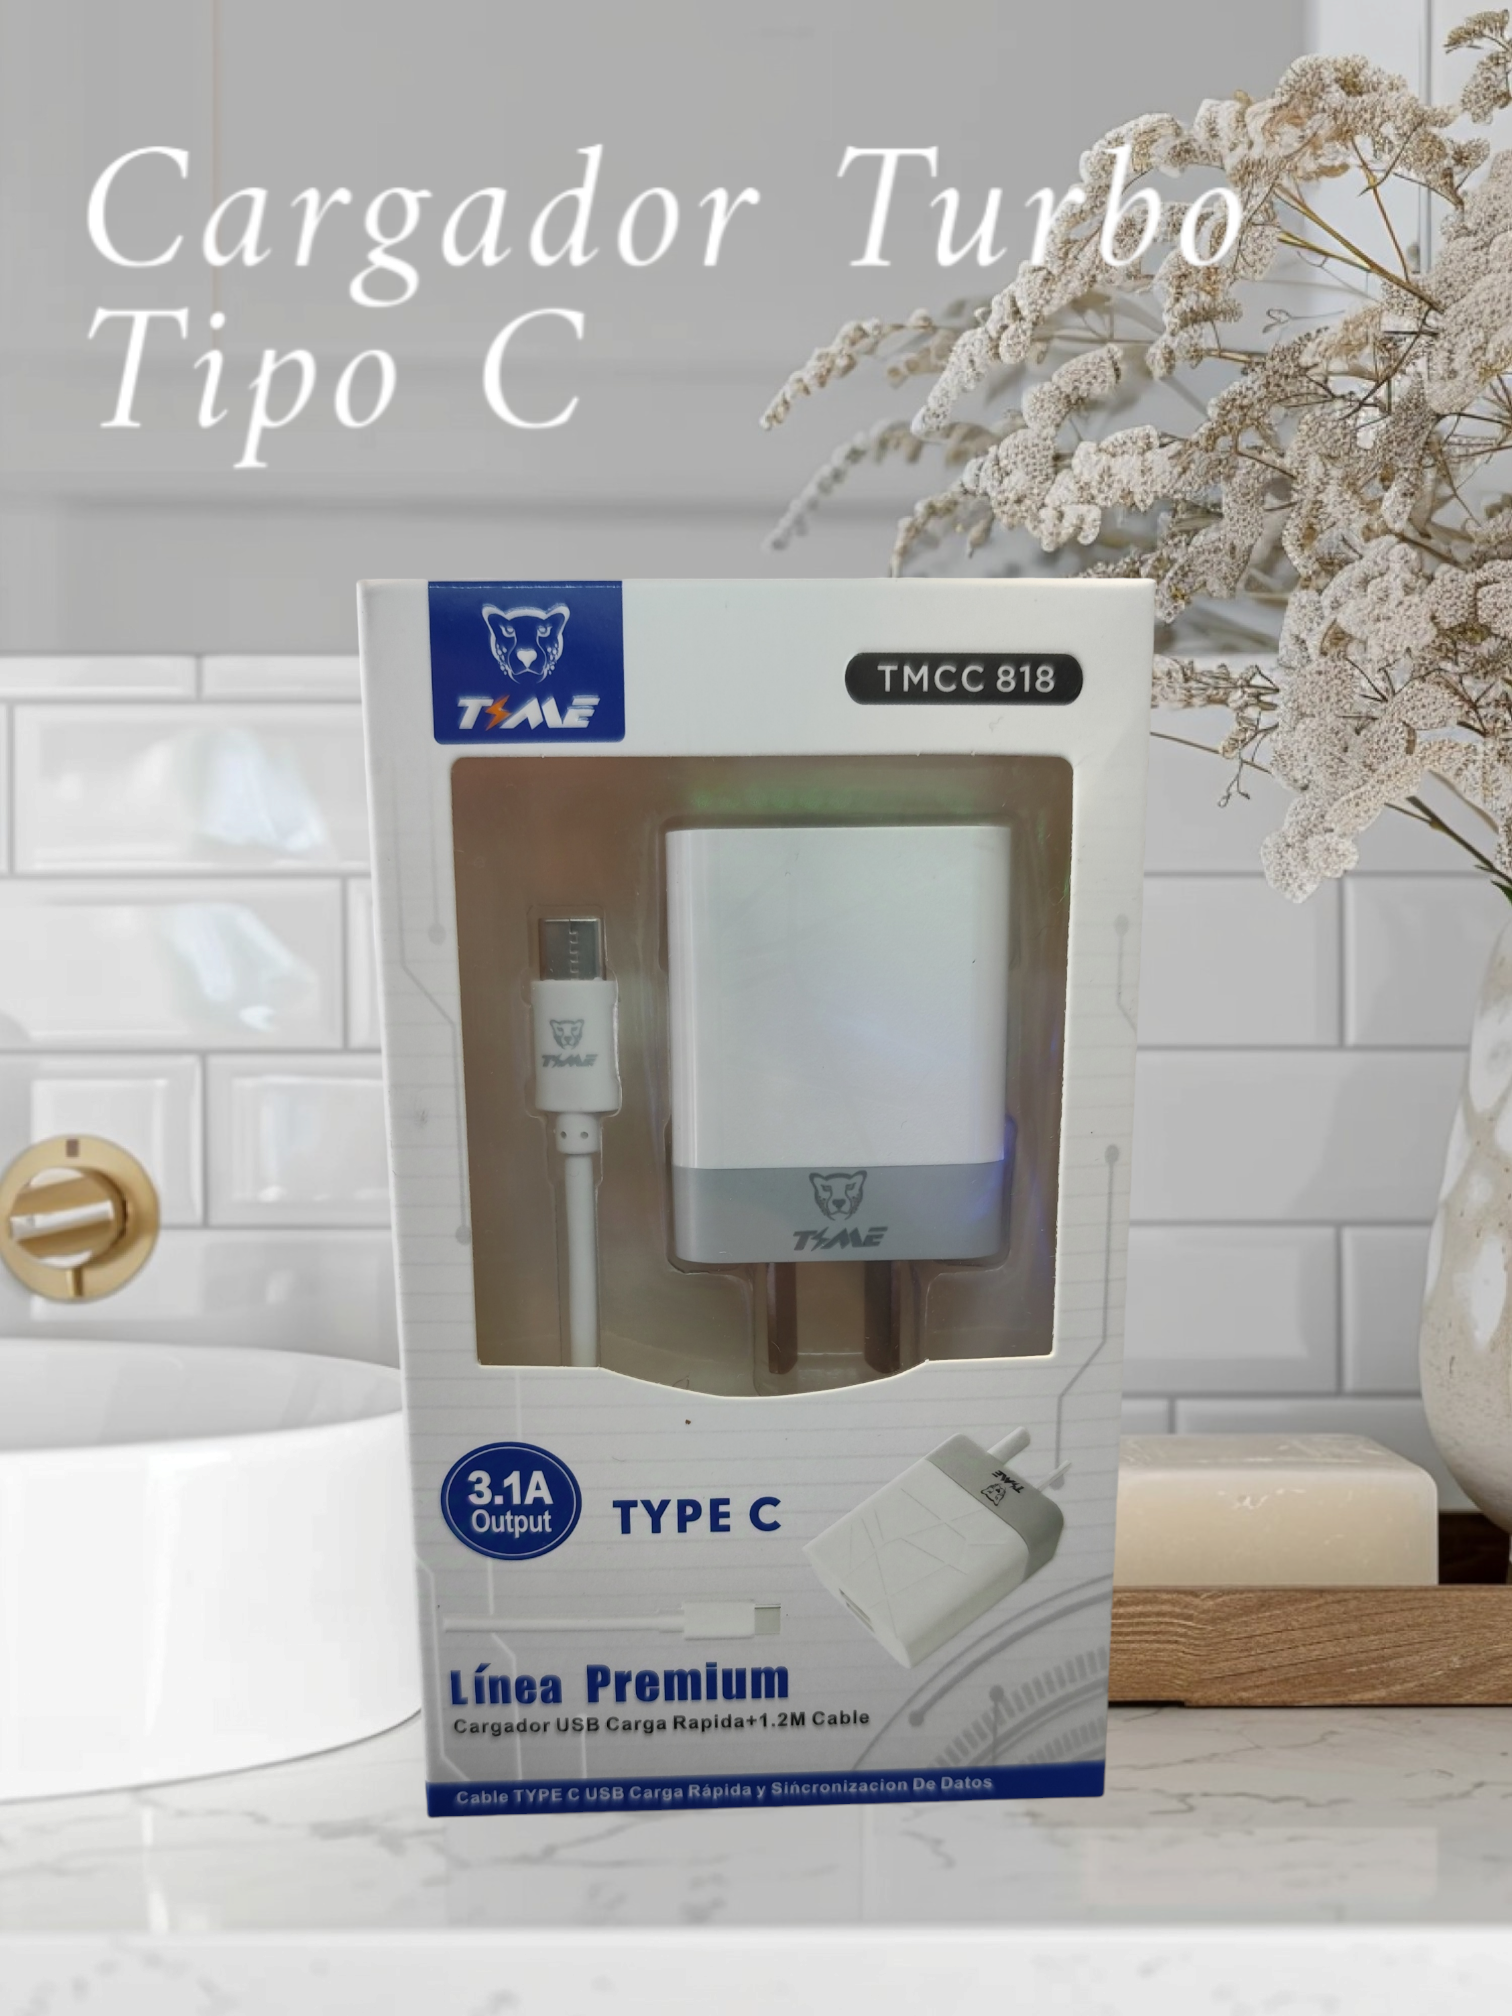 Cargador Turbo
Tipo C
TIME
TMCC 818
TIME
TIME
3.1A
Output
TYPE C
TIME
Línea Premium
Cargador USB Carga Rapida+1.2M Cable
Cable TYPE C USB Carga Rápida y Sincronizacion De Datos